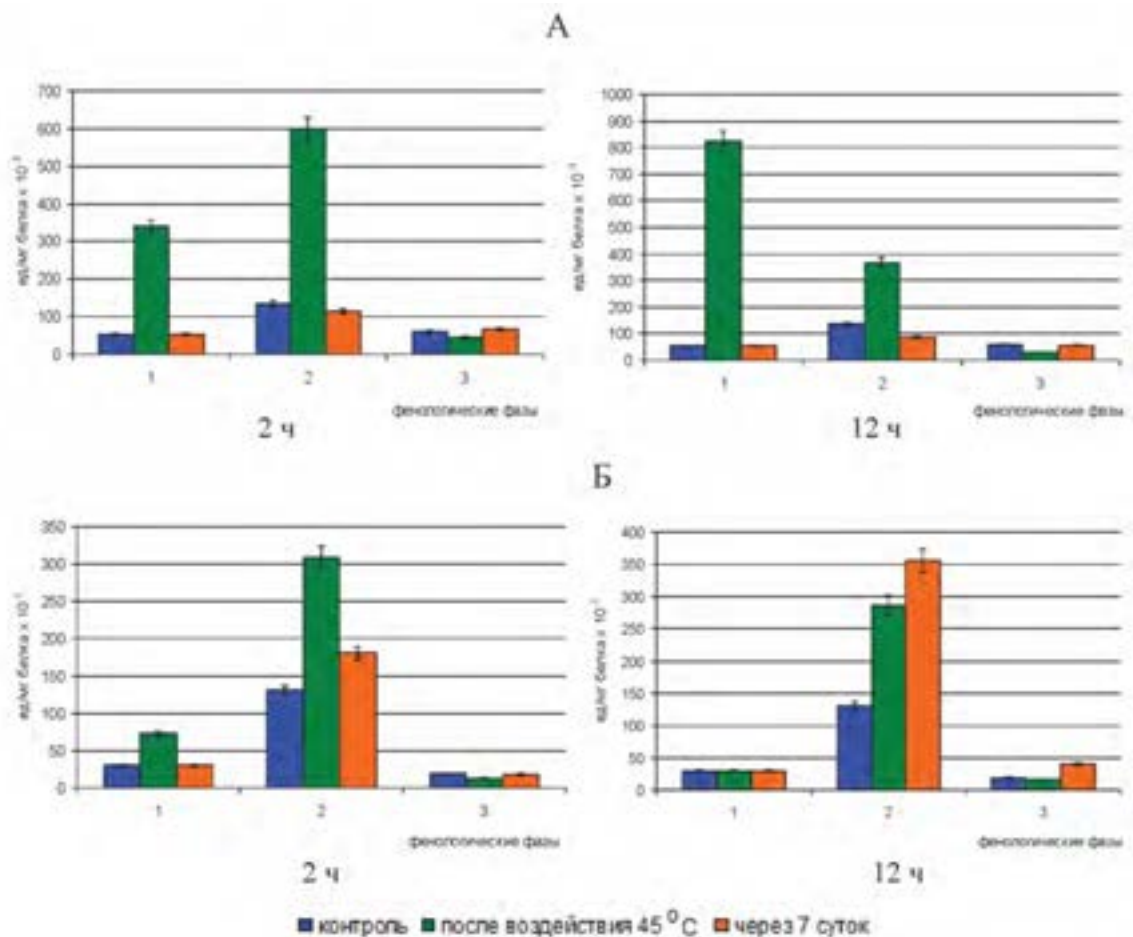 А
700
600
500
400
300
200
100
0
ед/мг белка x 10⁻³
1 2 3
фенологические фазы
2 ч
1000
900
800
700
600
500
400
300
200
100
0
ед/мг белка x 10⁻³
1 2 3
фенологические фазы
12 ч
Б
350
300
250
200
150
100
50
0
ед/мг белка x 10⁻³
1 2 3
фенологические фазы
2 ч
400
350
300
250
200
150
100
50
0
ед/мг белка x 10⁻³
1 2 3
фенологические фазы
12 ч
контроль после воздействия 45 ⁰C через 7 суток